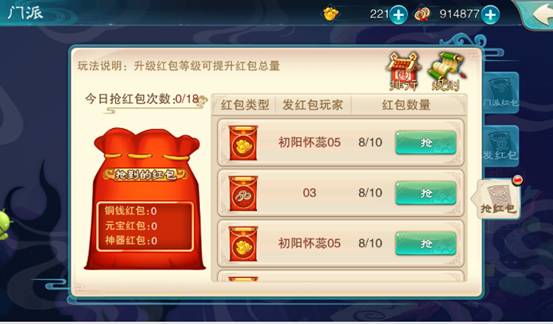 门派
221
914877
玩法说明：升级红包等级可提升红包总量
排行
规则
今日抢红包次数:0/18
红包类型 发红包玩家 红包数量
初阳怀蕊05 8/10 抢
03 8/10 抢
初阳怀蕊05 8/10 抢
抢到的红包
铜钱红包:0
元宝红包:0
神器红包:0
门派红包
发红包
抢红包